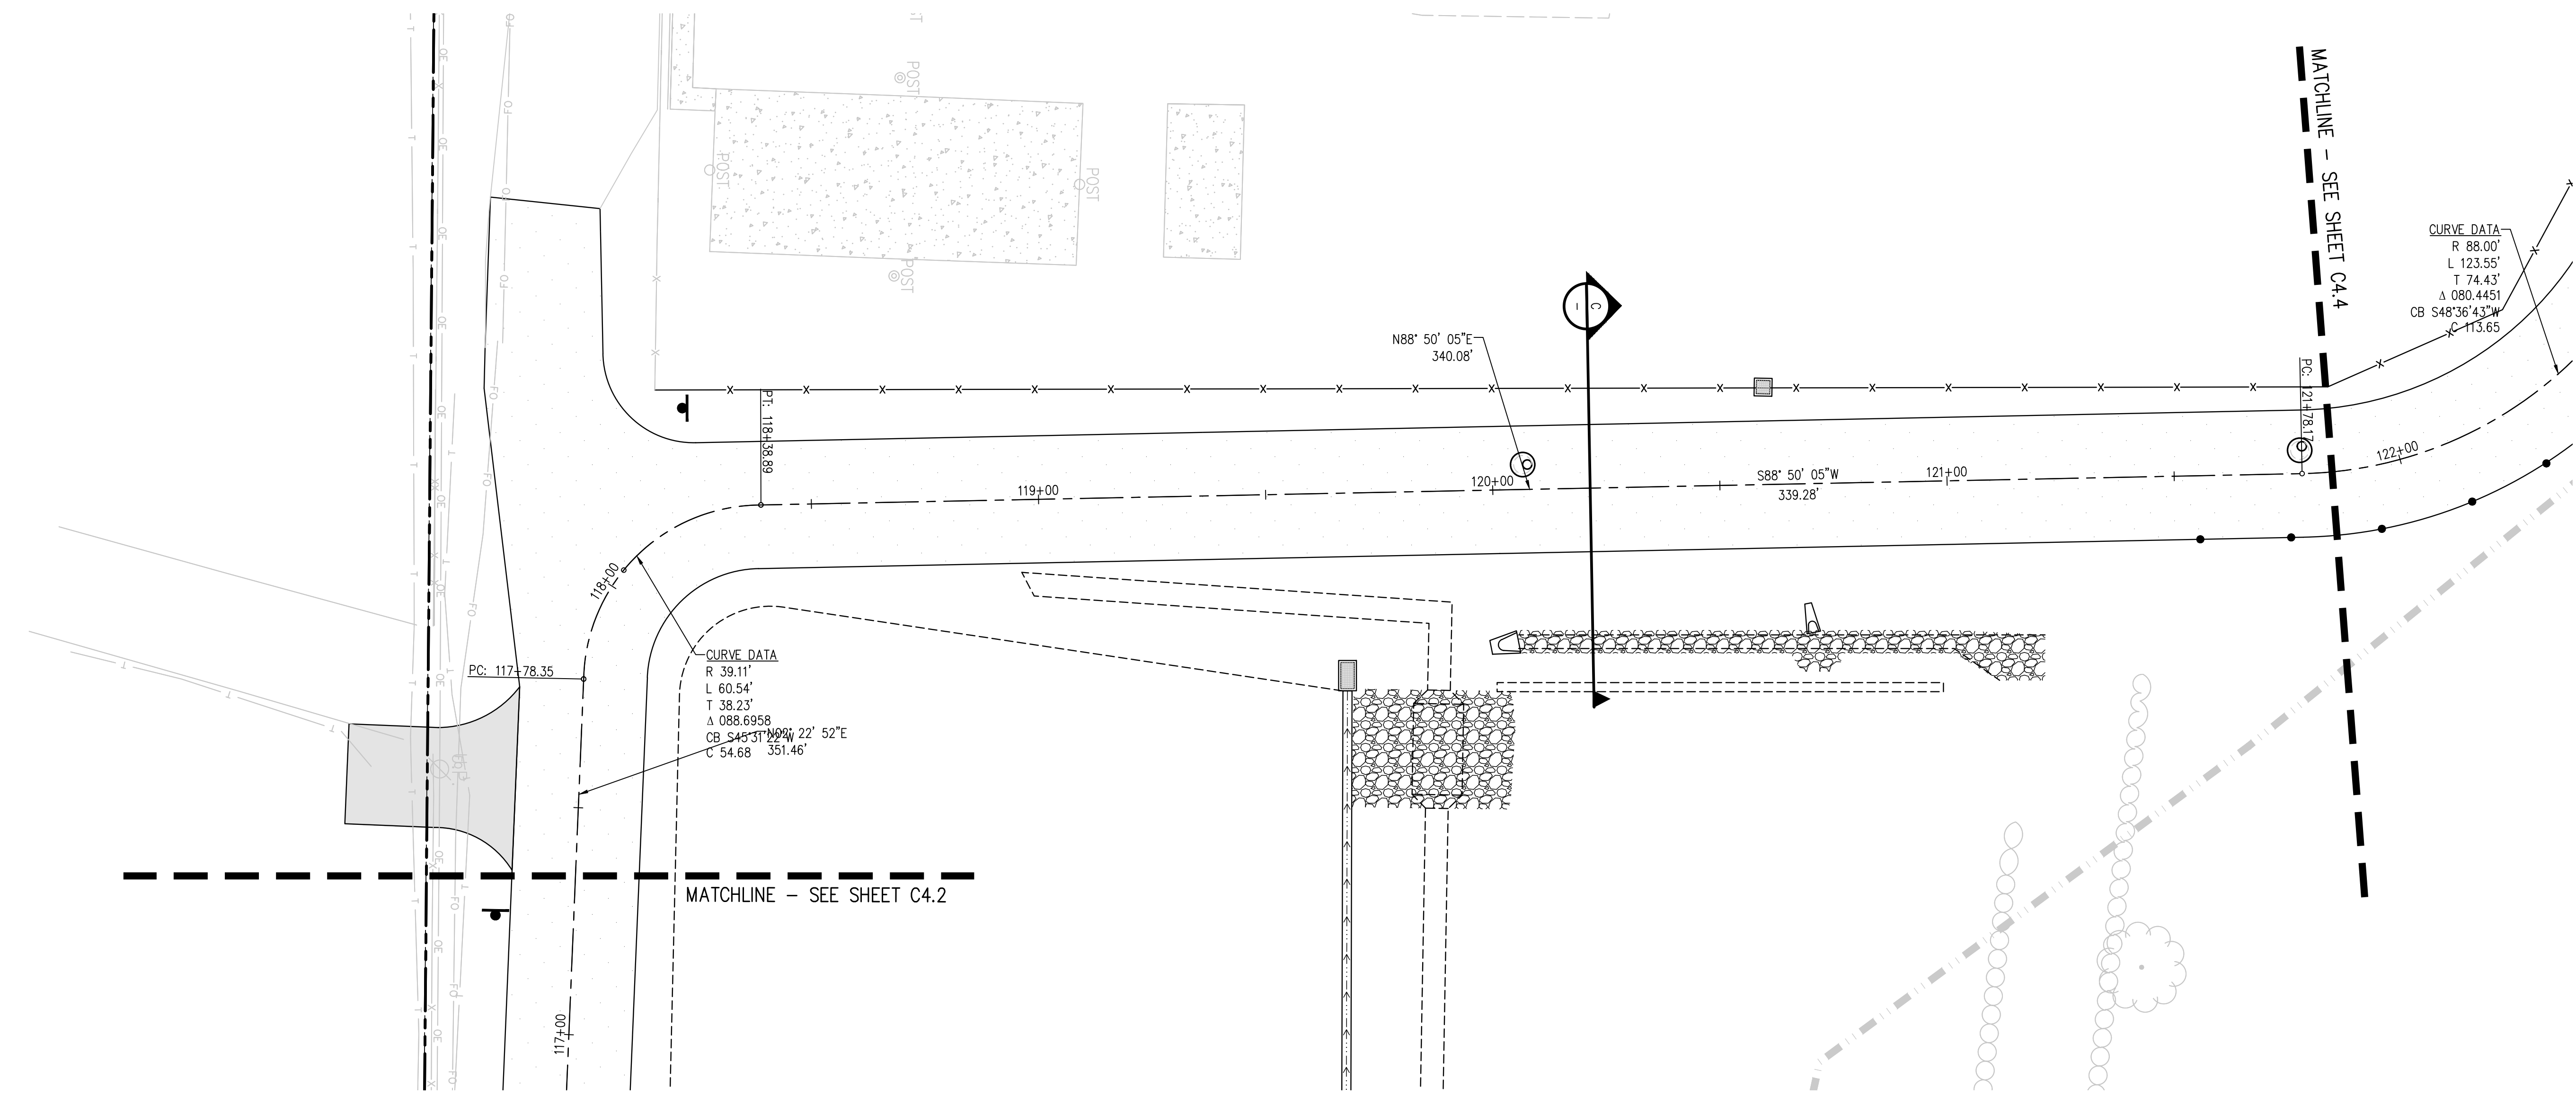 POST
POST
POST
POST
MATCHLINE - SEE SHEET C4.4
CURVE DATA
R 88.00'
L 123.55'
T 74.43'
Δ 080.4451
CB S48°36'43"W
C 113.65
C
–
N88° 50' 05"E
340.08'
PT: 118+38.89
PC: 121+78.17
119+00
120+00
S88° 50' 05"W
339.28'
121+00
122+00
118+00
PC: 117+78.35
CURVE DATA
R 39.11'
L 60.54'
T 38.23'
Δ 088.6958
CB S45°31'22"W
C 54.68
N02° 22' 52"E
351.46'
MATCHLINE - SEE SHEET C4.2
117+00